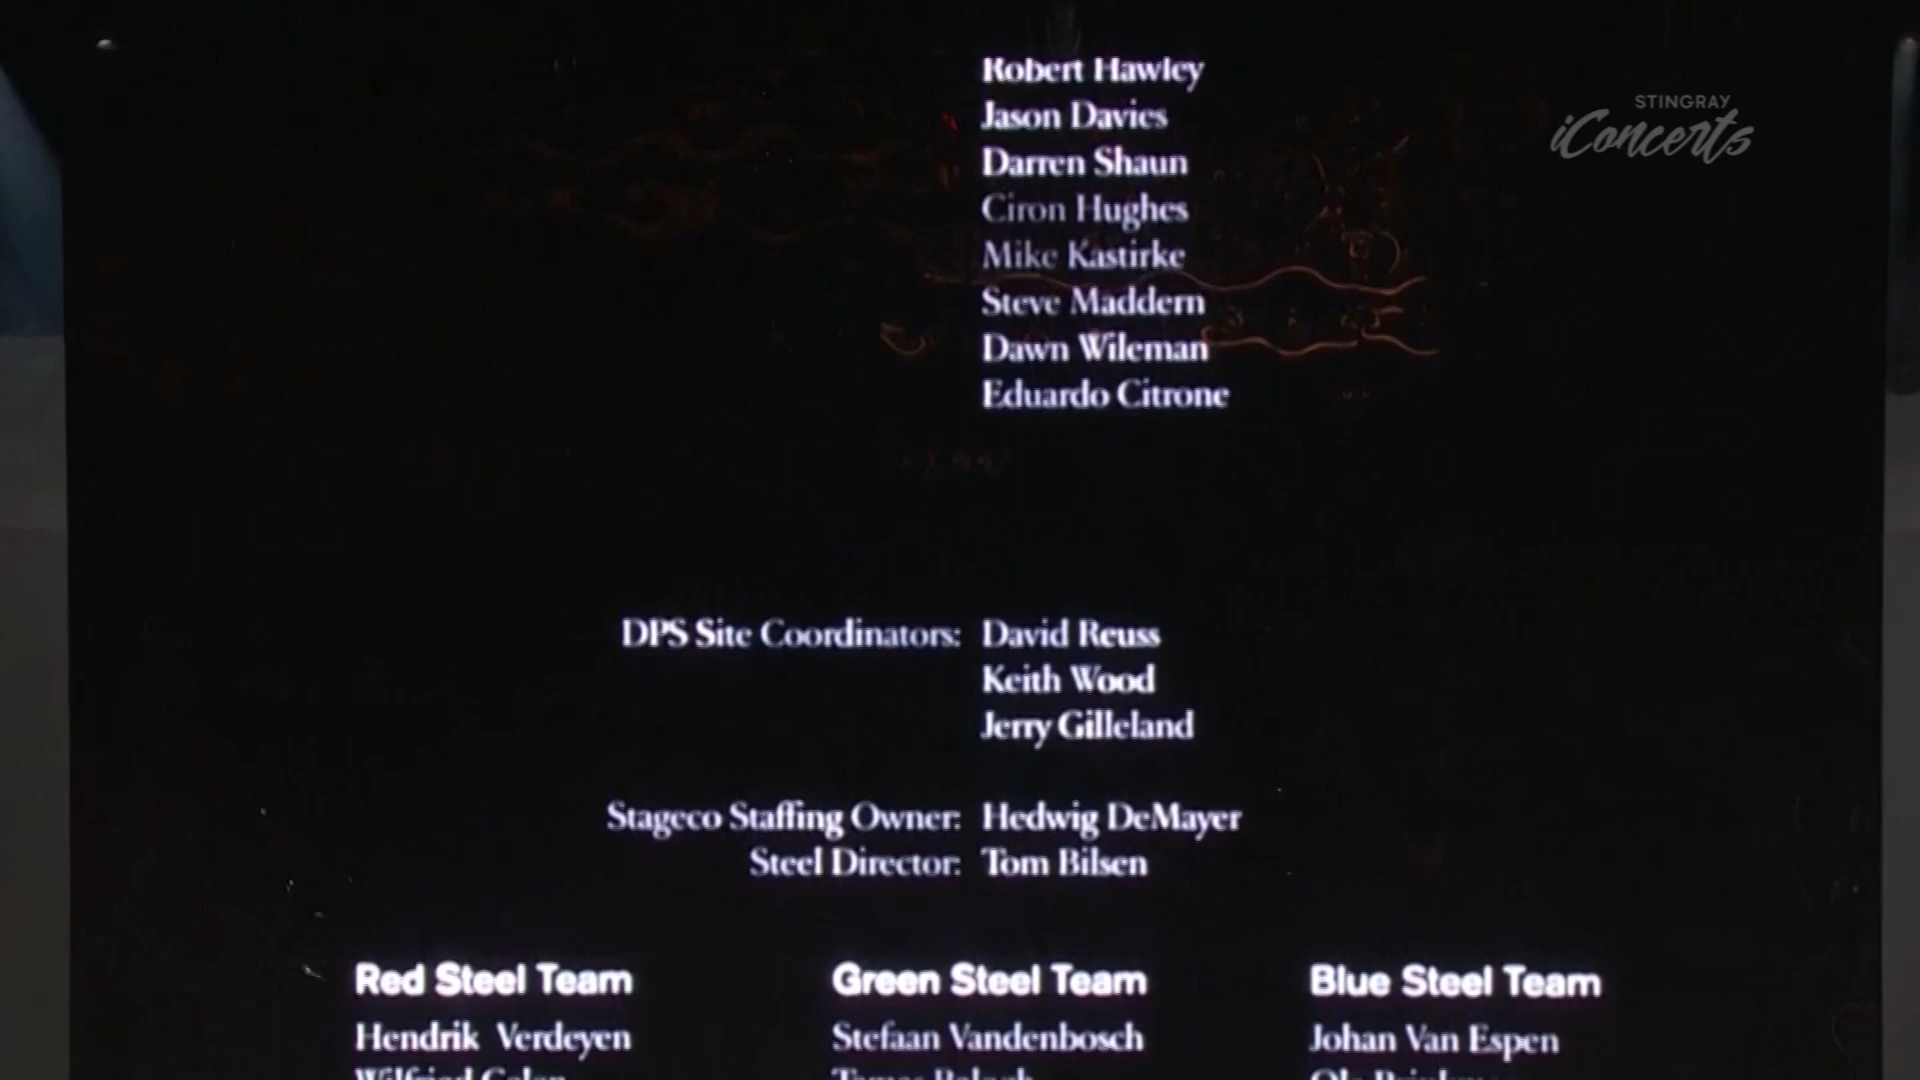 Robert Hawley
STINGRAY
iConcerts
Jason Davies
Darren Shaun
Ciron Hughes
Mike Kastirke
Steve Maddern
Dawn Wileman
Eduardo Citrone
DPS Site Coordinators: David Reuss
Keith Wood
Jerry Gilleland
Stageco Staffing Owner: Hedwig DeMayer
Steel Director: Tom Bilsen
Red Steel Team Green Steel Team Blue Steel Team
Hendrik Verdeyen Stefaan Vandenbosch Johan Van Espen